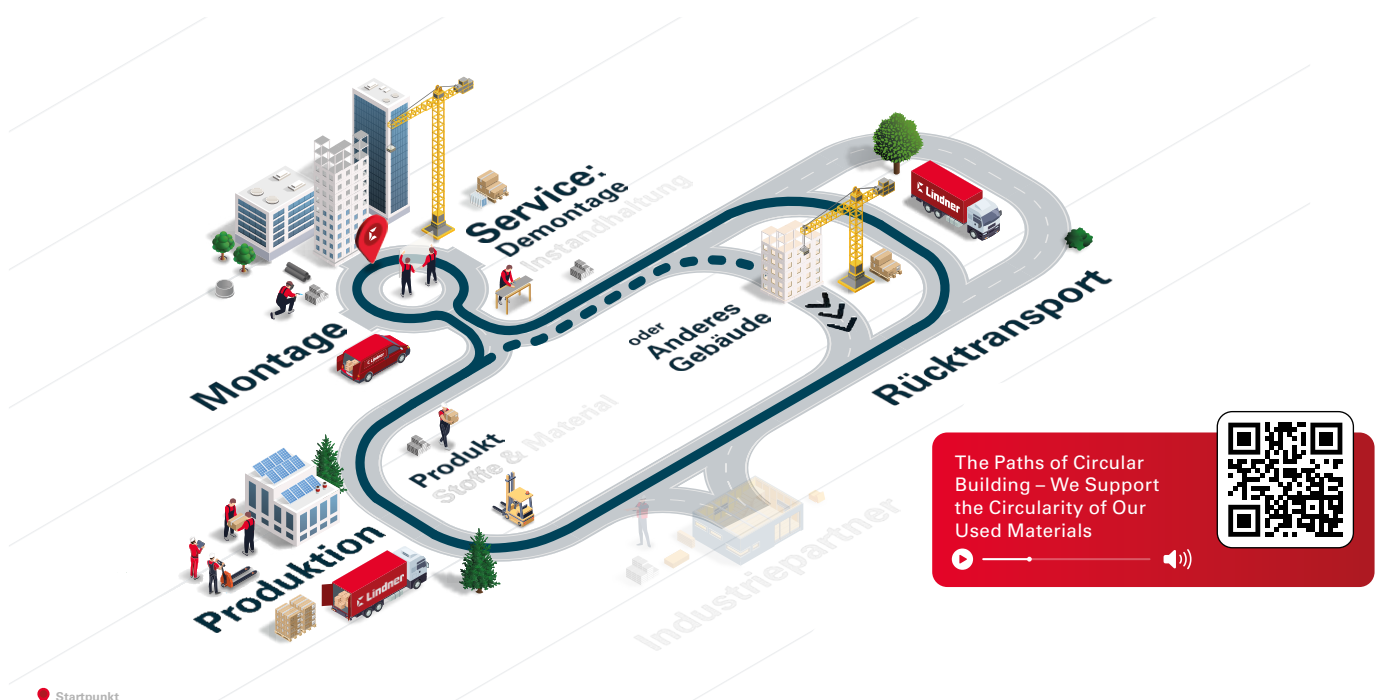 Service:
Demontage
Instandhaltung
Lindner
oder
Anderes
Gebäude
Rücktransport
Montage
Lindner
Produkt
Stoffe & Material
The Paths of Circular
Building – We Support
the Circularity of Our
Used Materials
Produktion
Lindner
Industriepartner
Startpunkt